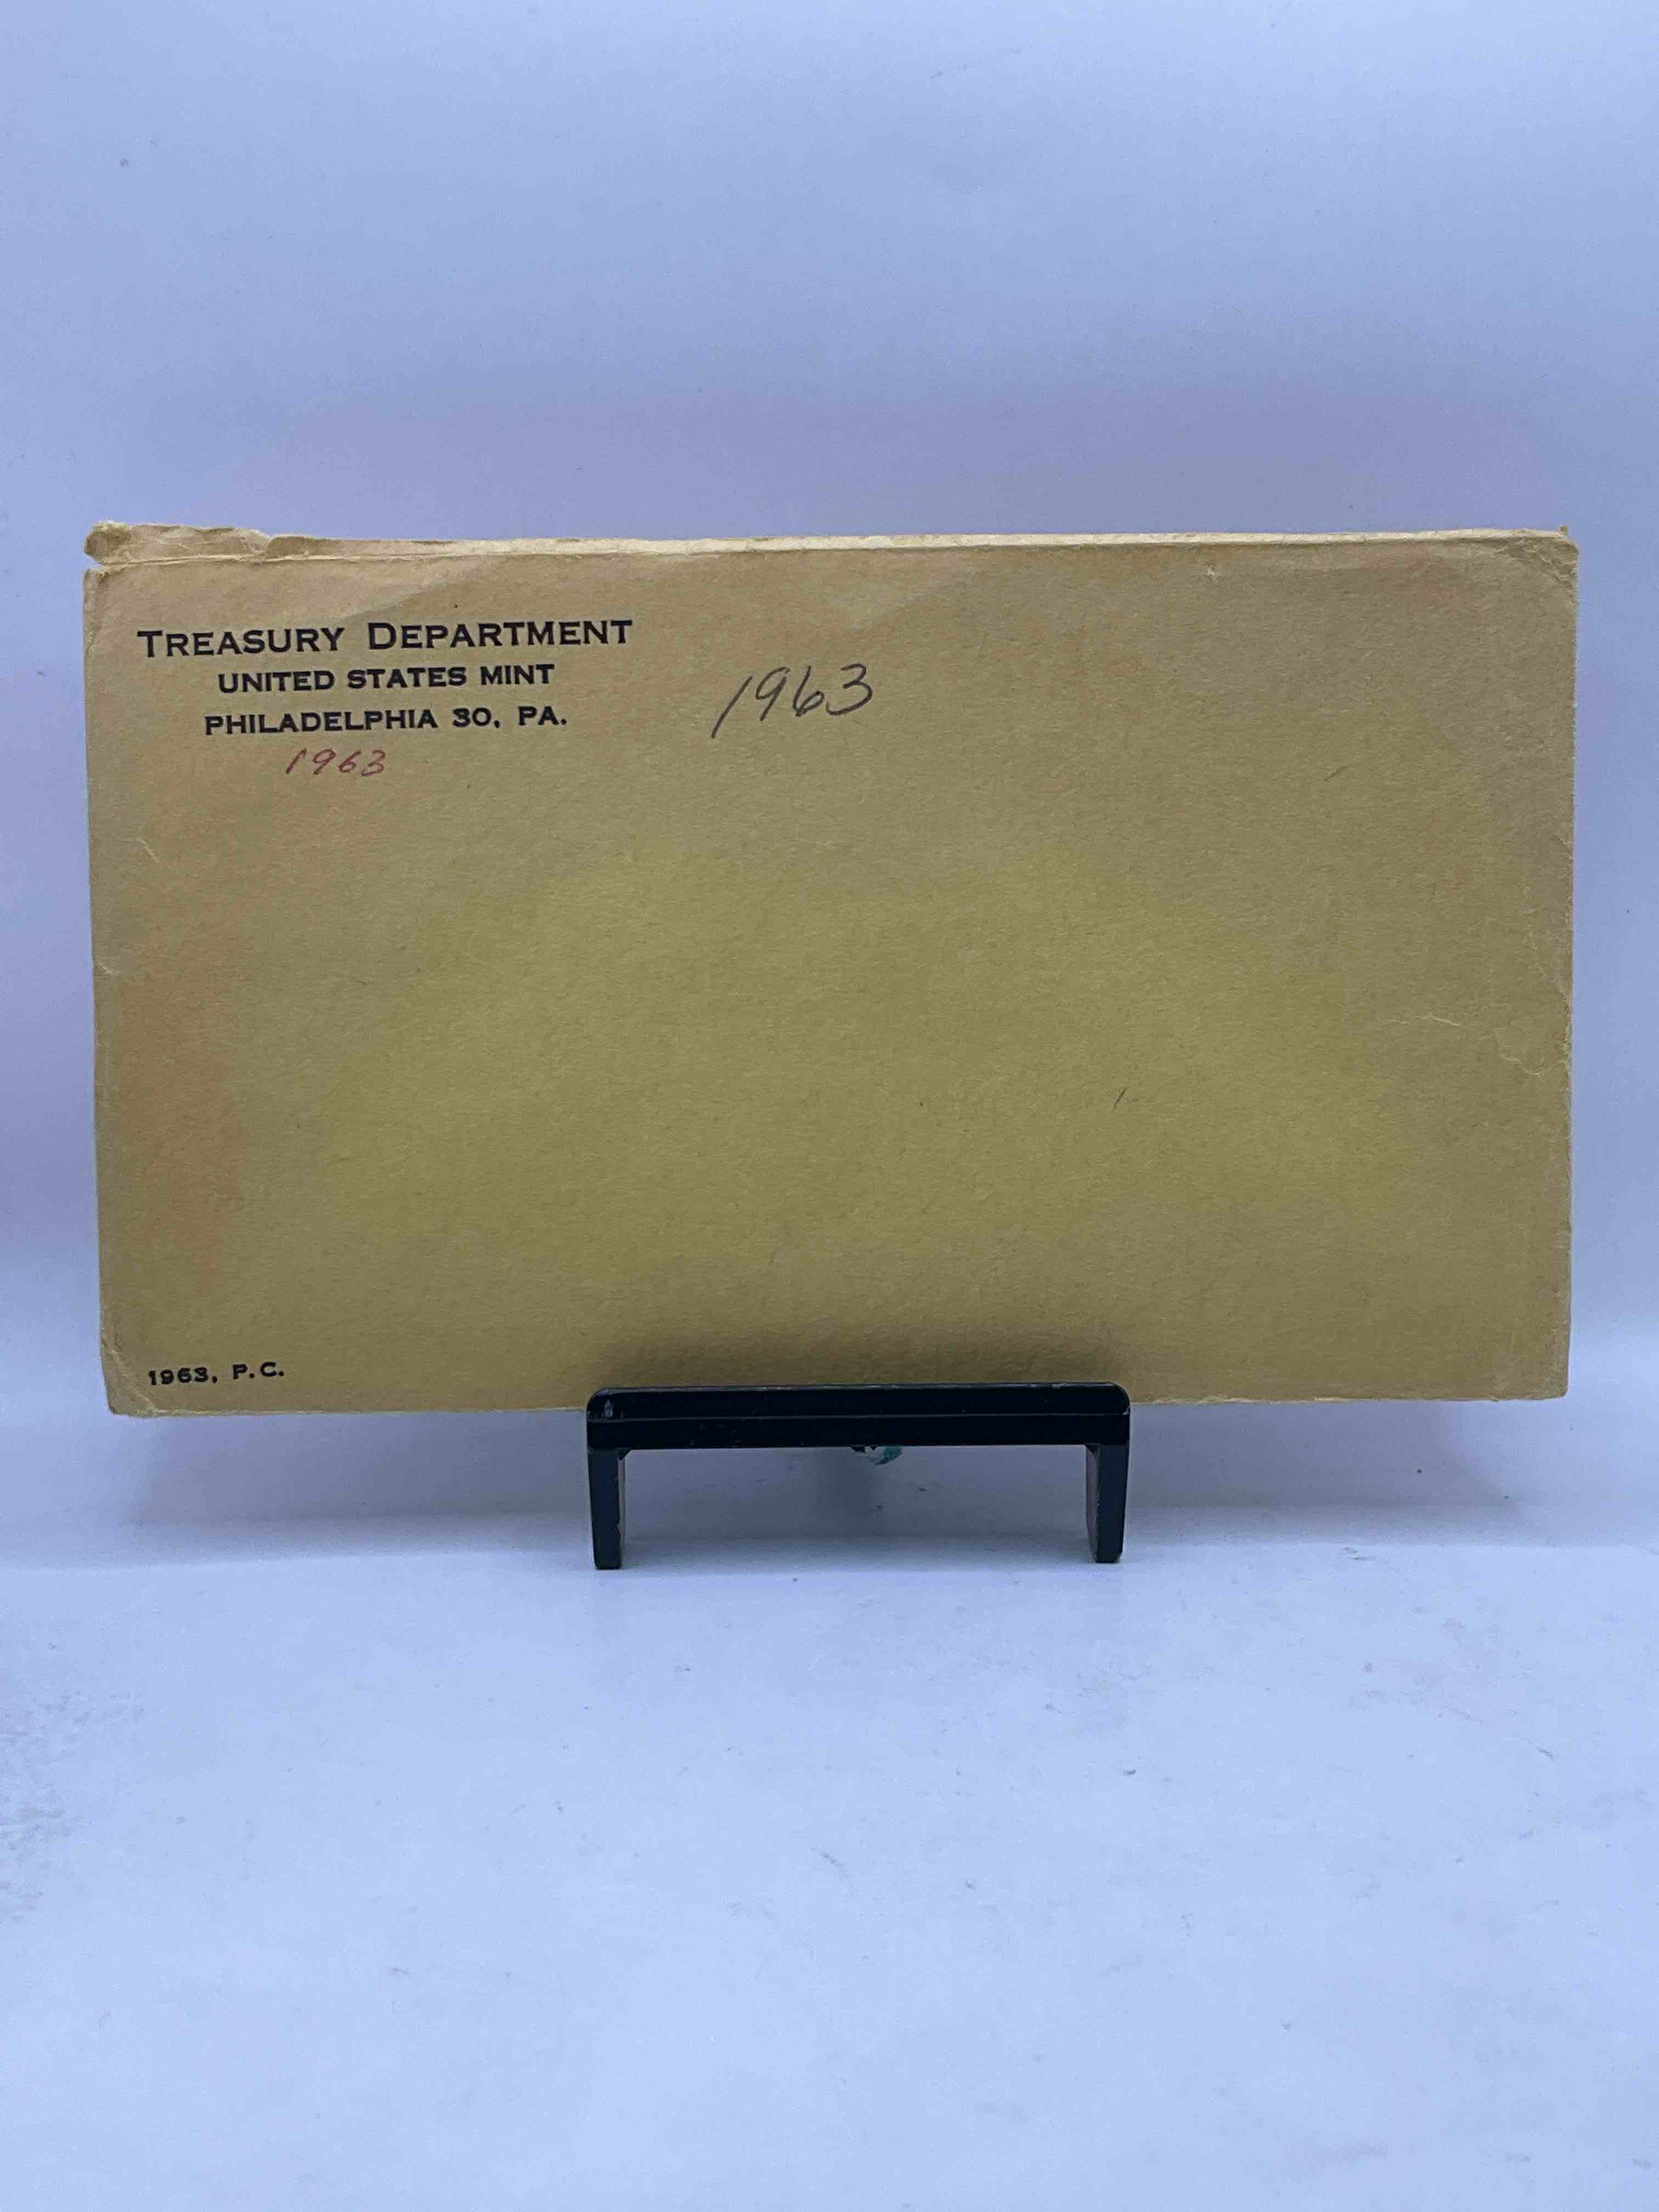 TREASURY DEPARTMENT
UNITED STATES MINT
PHILADELPHIA 30, PA.
1963
1963
1963, P.C.